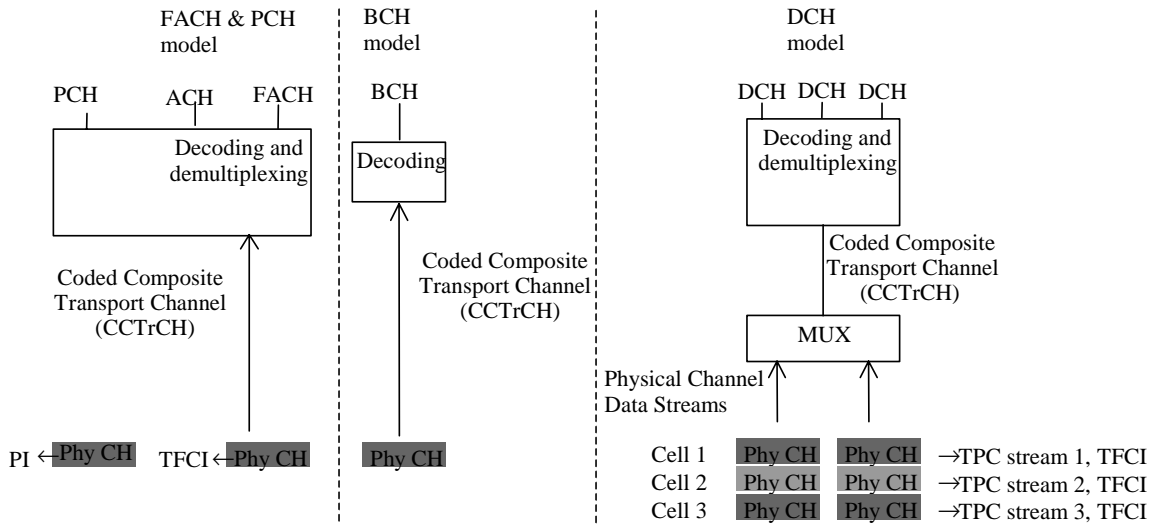 FACH & PCH
model
PCH
ACH
FACH
Decoding and
demultiplexing
Coded Composite
Transport Channel
(CCTrCH)
PI ←Phy CH
TFCI ←Phy CH
BCH
model
BCH
Decoding
Coded Composite
Transport Channel
(CCTrCH)
Phy CH
DCH
model
DCH DCH DCH
Decoding and
demultiplexing
Coded Composite
Transport Channel
(CCTrCH)
MUX
Physical Channel
Data Streams
Cell 1 Phy CH Phy CH →TPC stream 1, TFCI
Cell 2 Phy CH Phy CH →TPC stream 2, TFCI
Cell 3 Phy CH Phy CH →TPC stream 3, TFCI